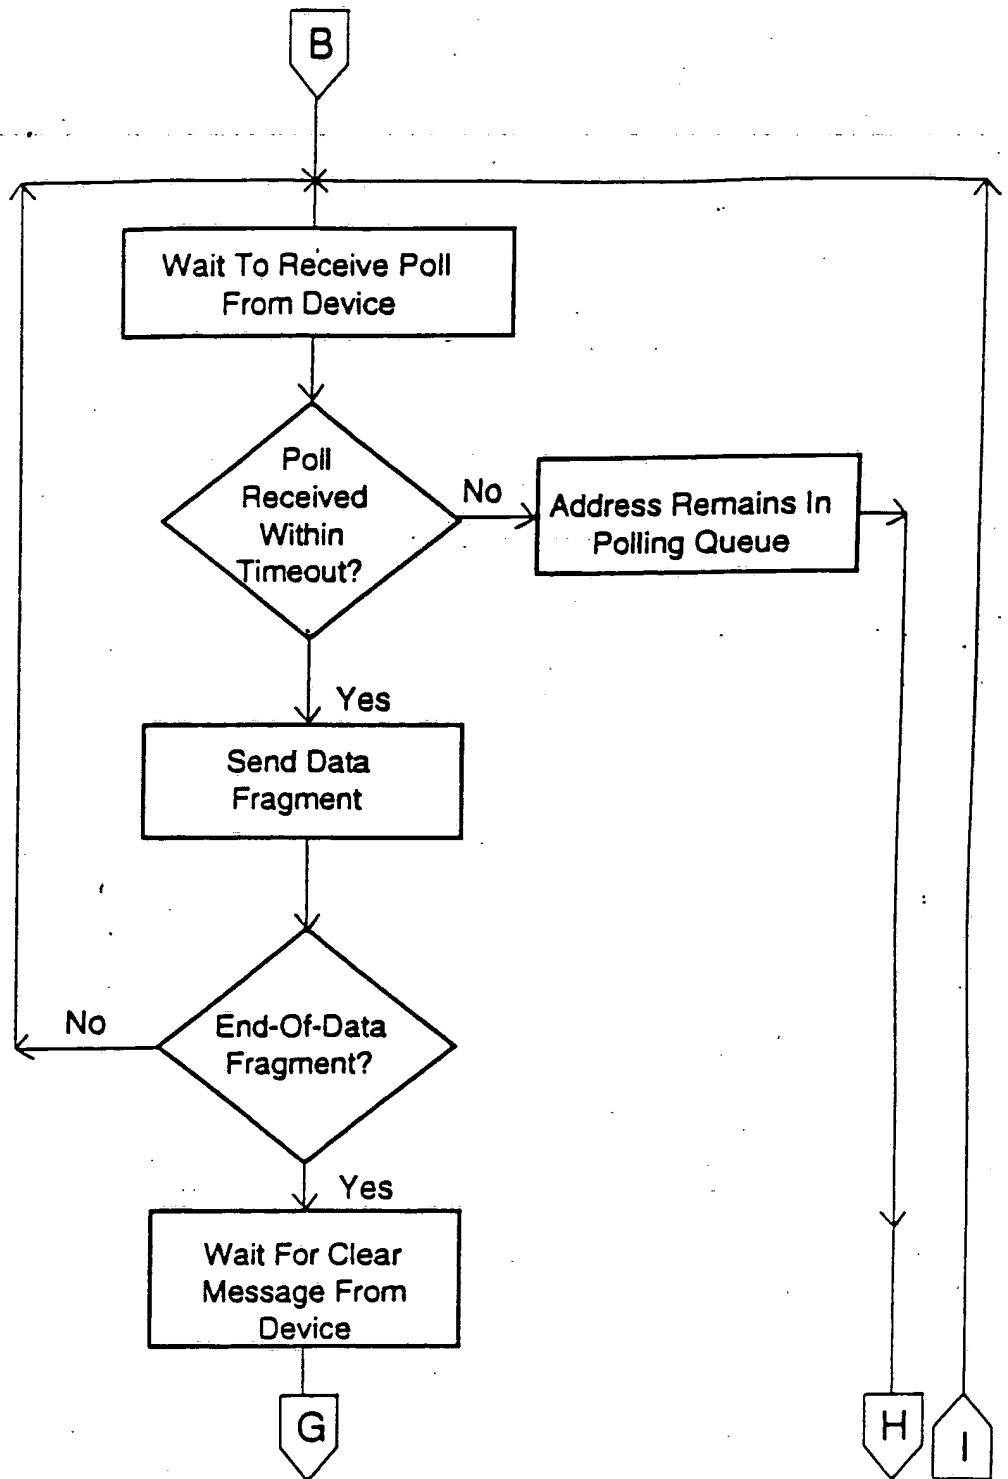 B
Wait To Receive Poll
From Device
Poll
Received
Within
Timeout?
No
Address Remains In
Polling Queue
Yes
Send Data
Fragment
No
End-Of-Data
Fragment?
Yes
Wait For Clear
Message From
Device
G
H
I